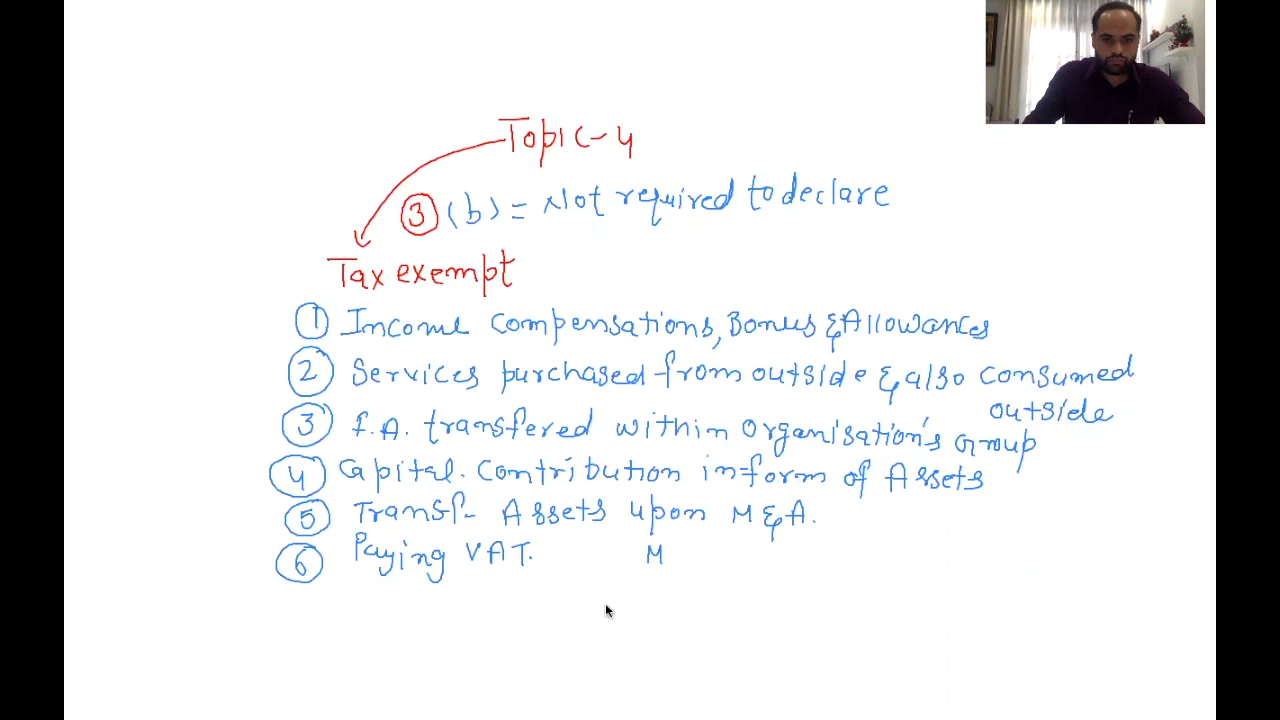 Topic-4
③ (b) = Not required to declare
Tax exempt
① Income compensations, Bonus & Allowances
② Services purchased from outside & also consumed
outside
③ F.A. transfered within organisation's Group
④ Capital. Contribution in form of Assets
⑤ Transf- Assets upon M & A.
⑥ Paying VAT. M